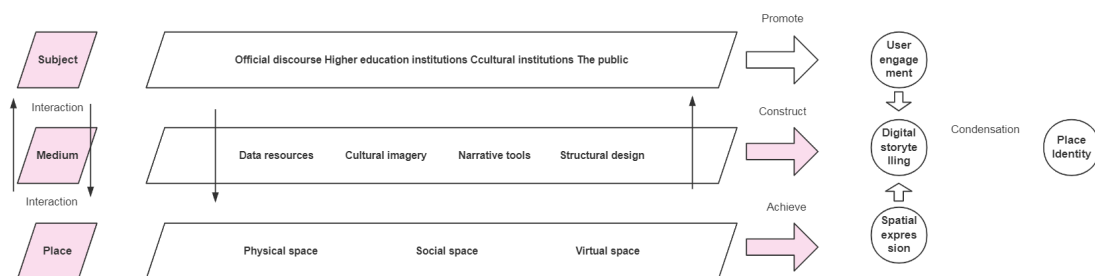 Promote
Subject
Official discourse Higher education institutions Ccultural institutions The public
User
engage
ment
Interaction
Construct
Medium
Data resources
Cultural imagery
Narrative tools
Structural design
Digital
storyte
lling
Condensation
Place
Identity
Interaction
Achieve
Place
Physical space
Social space
Virtual space
Spatial
expres
sion